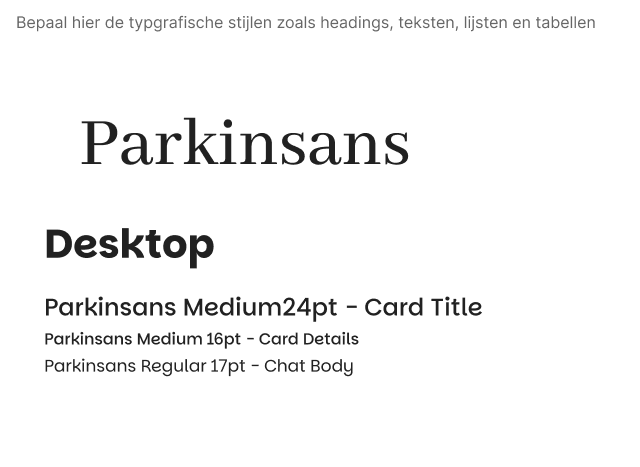 Bepaal hier de typgrafische stijlen zoals headings, teksten, lijsten en tabellen
Parkinsans
Desktop
Parkinsans Medium24pt - Card Title
Parkinsans Medium 16pt - Card Details
Parkinsans Regular 17pt - Chat Body